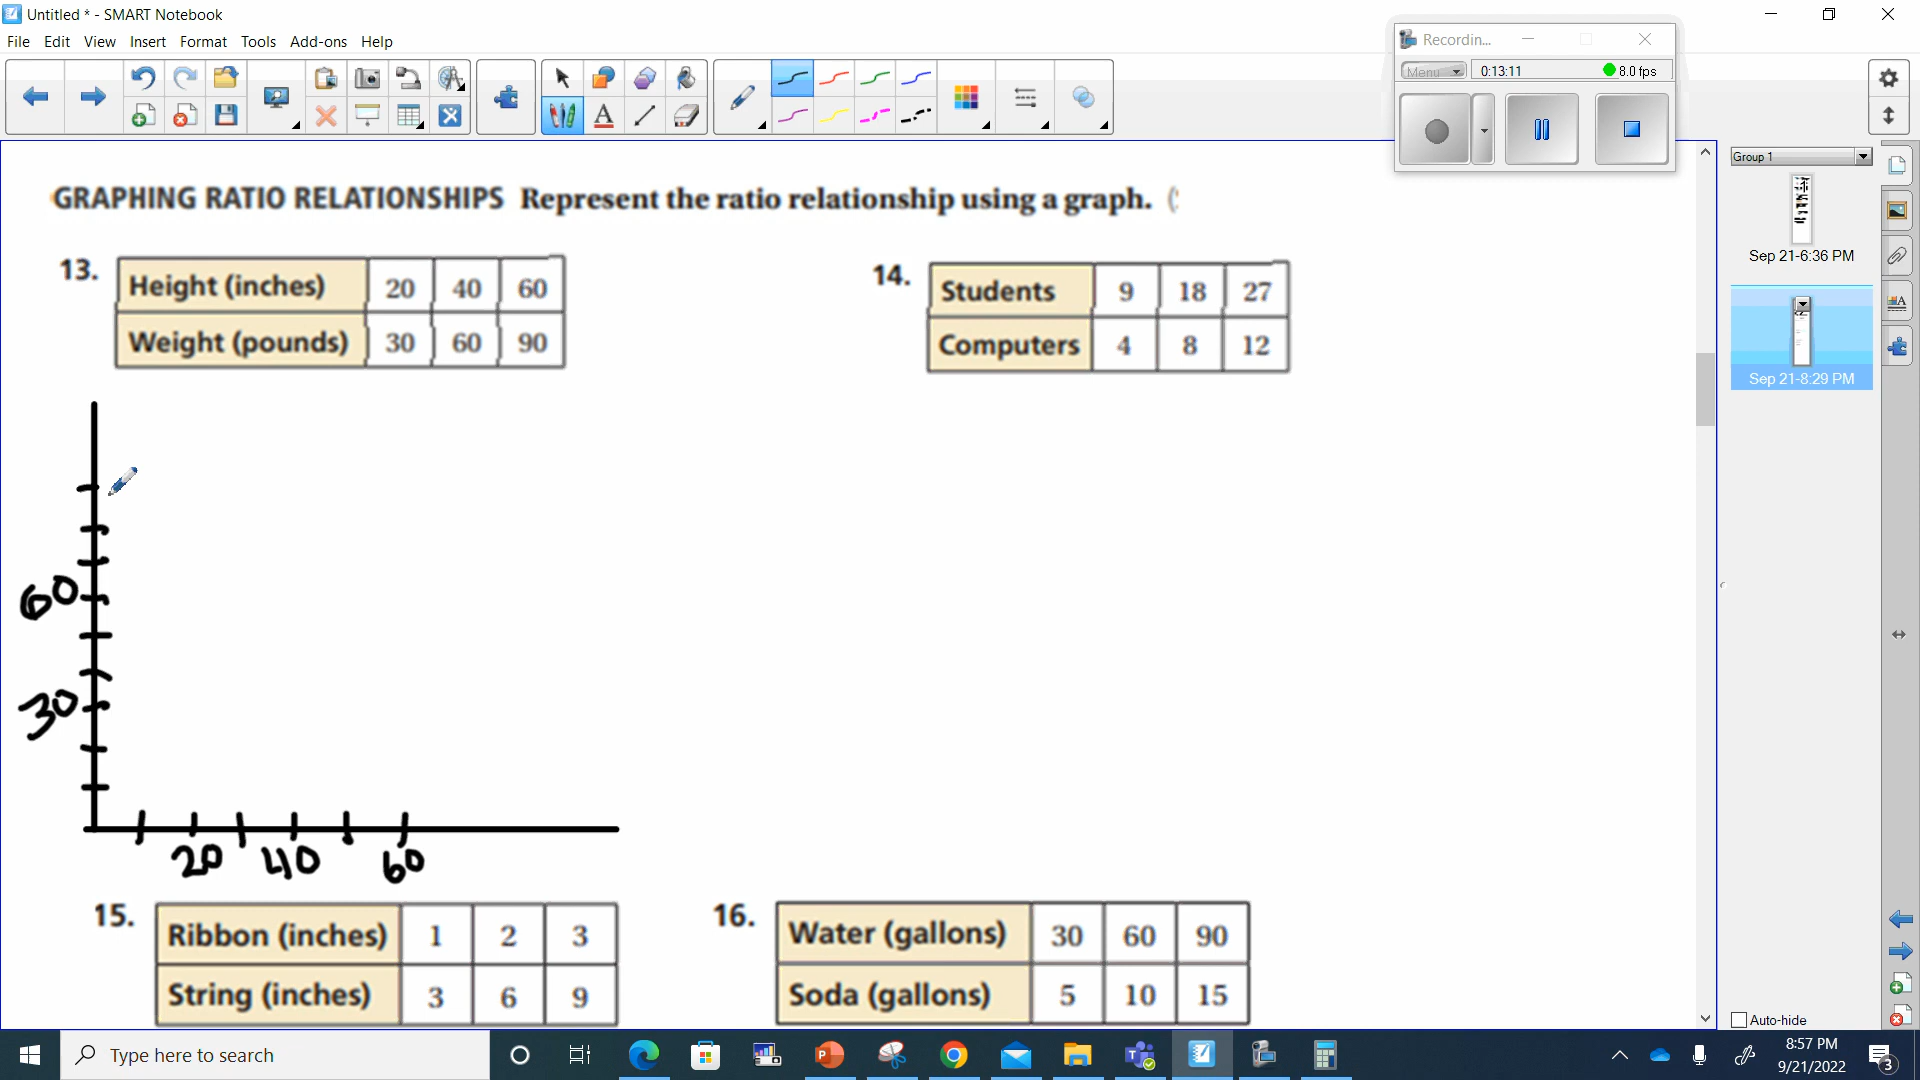 Untitled * - SMART Notebook
File Edit View Insert Format Tools Add-ons Help
Recordin...
Menu 0:13:11 8.0 fps
Group 1
Sep 21-6:36 PM
Sep 21-8:29 PM
GRAPHING RATIO RELATIONSHIPS Represent the ratio relationship using a graph. (
13. Height (inches) 20 40 60
Weight (pounds) 30 60 90
14. Students 9 18 27
Computers 4 8 12
60
30
20 40 60
15. Ribbon (inches) 1 2 3
String (inches) 3 6 9
16. Water (gallons) 30 60 90
Soda (gallons) 5 10 15
Auto-hide
Type here to search
8:57 PM
9/21/2022
3